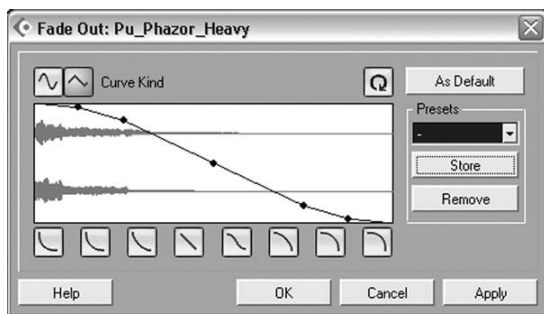 Fade Out: Pu_Phazor_Heavy
Curve Kind
As Default
Presets
-
Store
Remove
Help
OK
Cancel
Apply